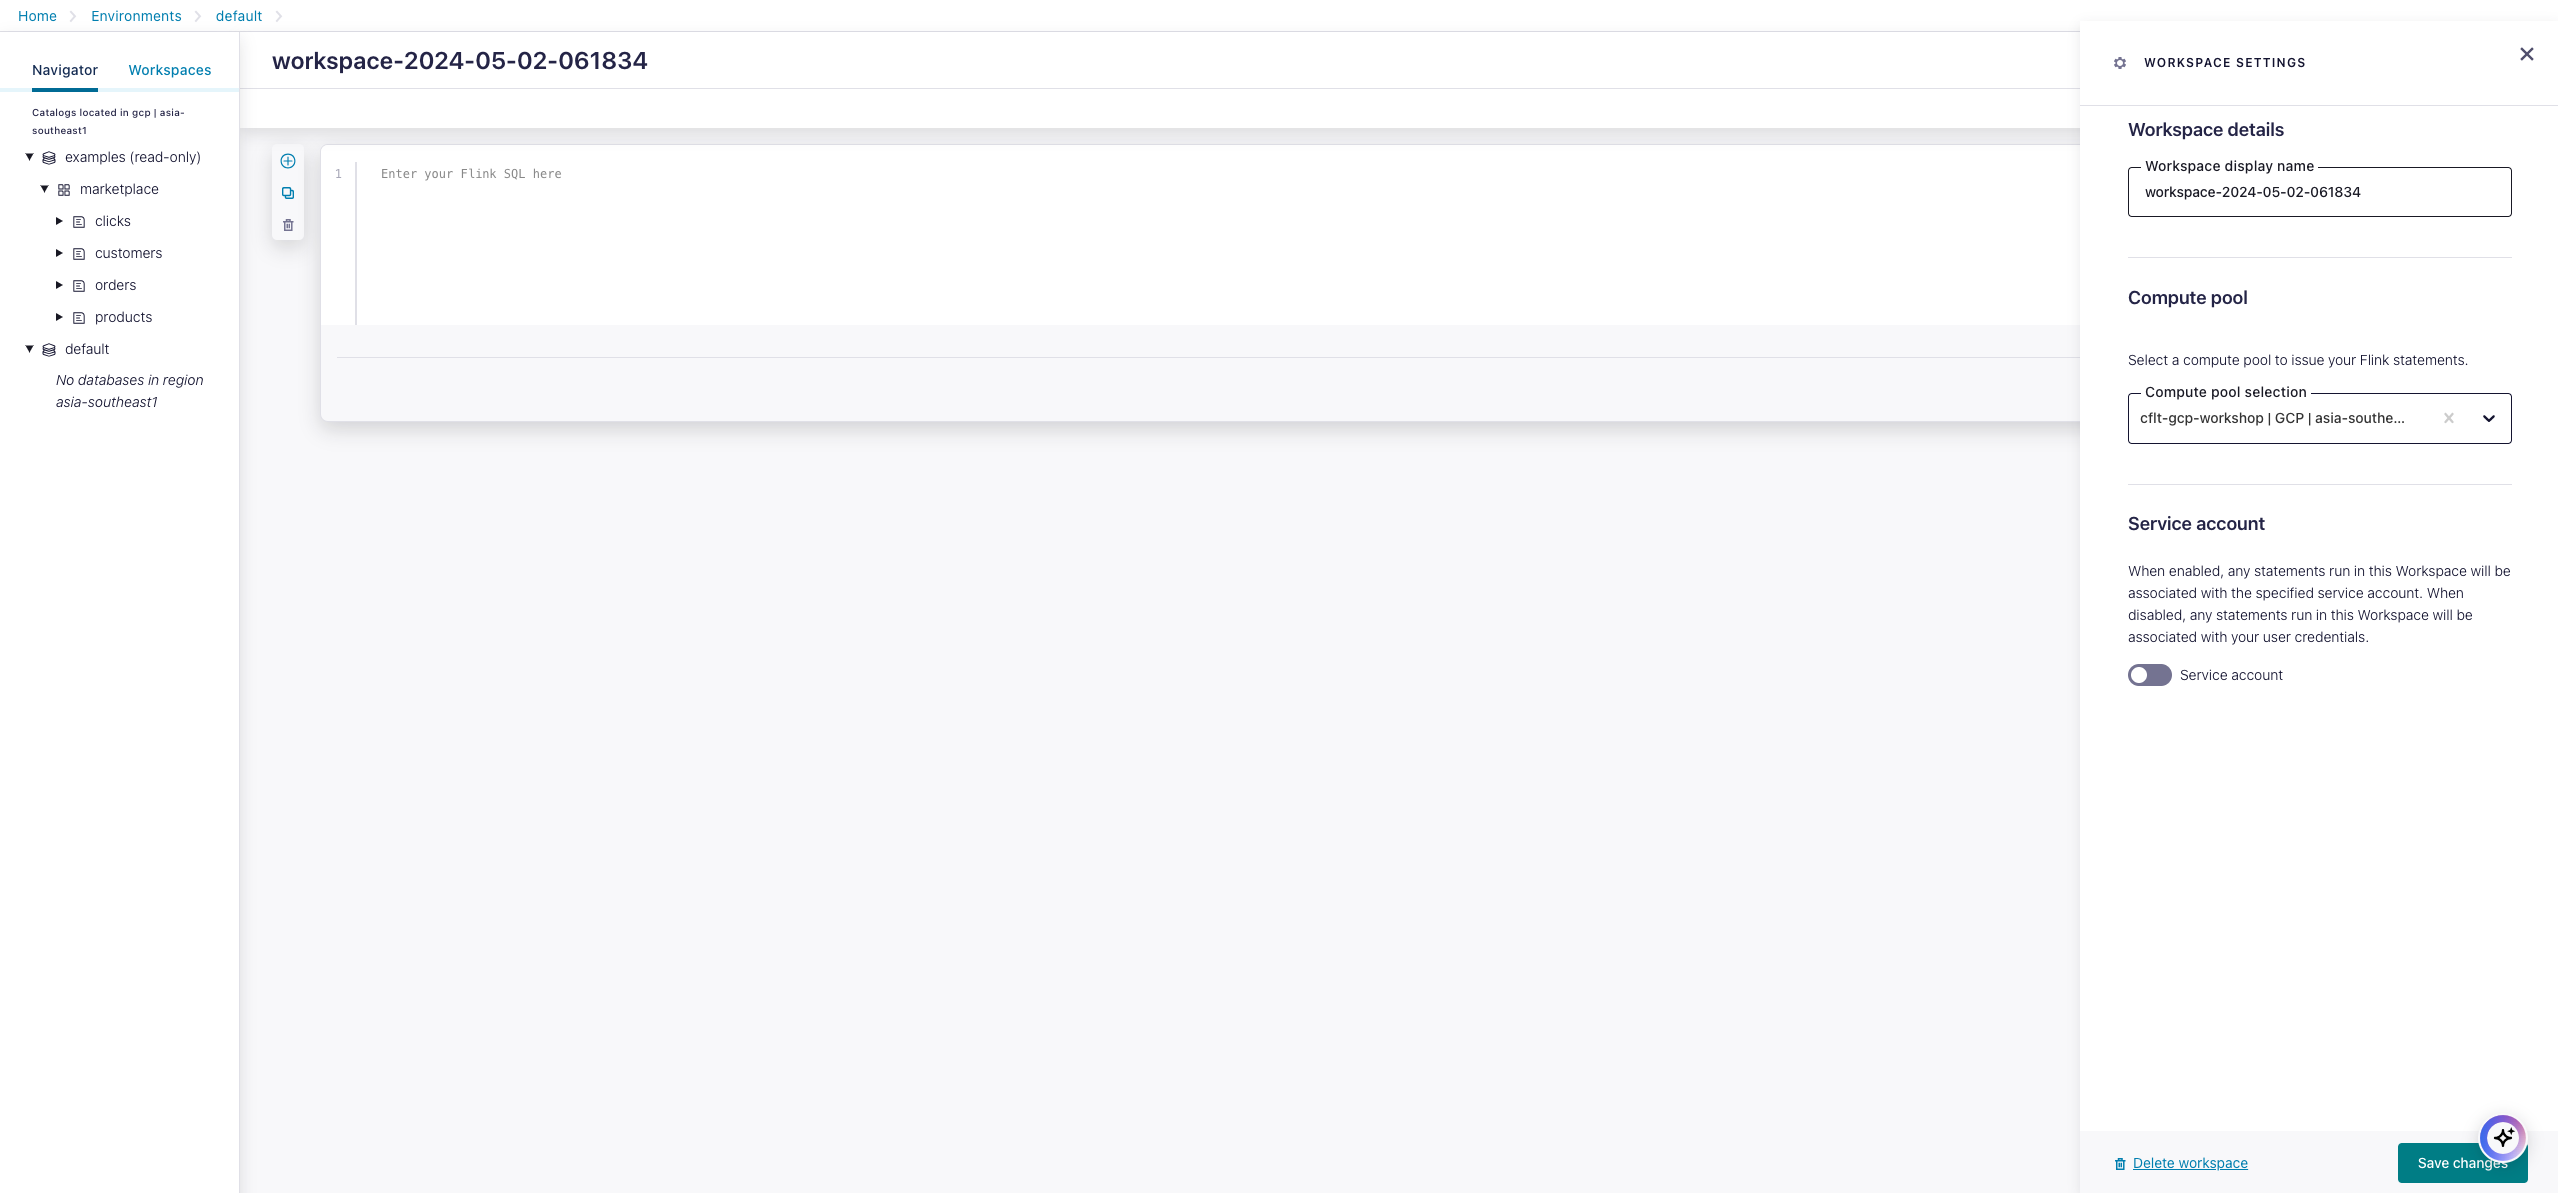 Home
Environments
default
Navigator
Workspaces
Catalogs located in gcp | asia-
southeast1
examples (read-only)
marketplace
clicks
customers
orders
products
default
No databases in region
asia-southeast1
workspace-2024-05-02-061834
1
Enter your Flink SQL here
WORKSPACE SETTINGS
Workspace details
Workspace display name
workspace-2024-05-02-061834
Compute pool
Select a compute pool to issue your Flink statements.
Compute pool selection
cflt-gcp-workshop | GCP | asia-southe...
Service account
When enabled, any statements run in this Workspace will be
associated with the specified service account. When
disabled, any statements run in this Workspace will be
associated with your user credentials.
Service account
Delete workspace
Save changes